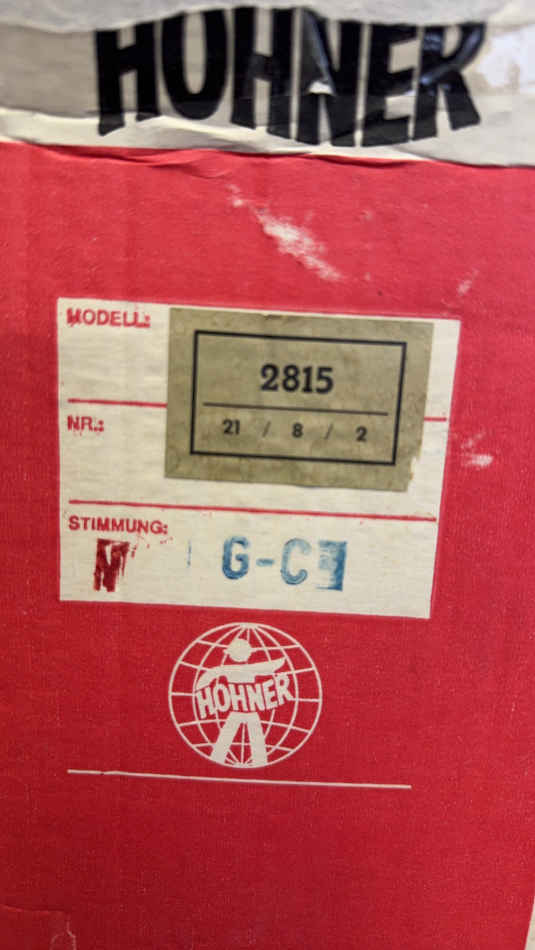 HOHNER
MODELL:
2815
NR.:
21 / 8 / 2
STIMMUNG:
G-C
HOHNER